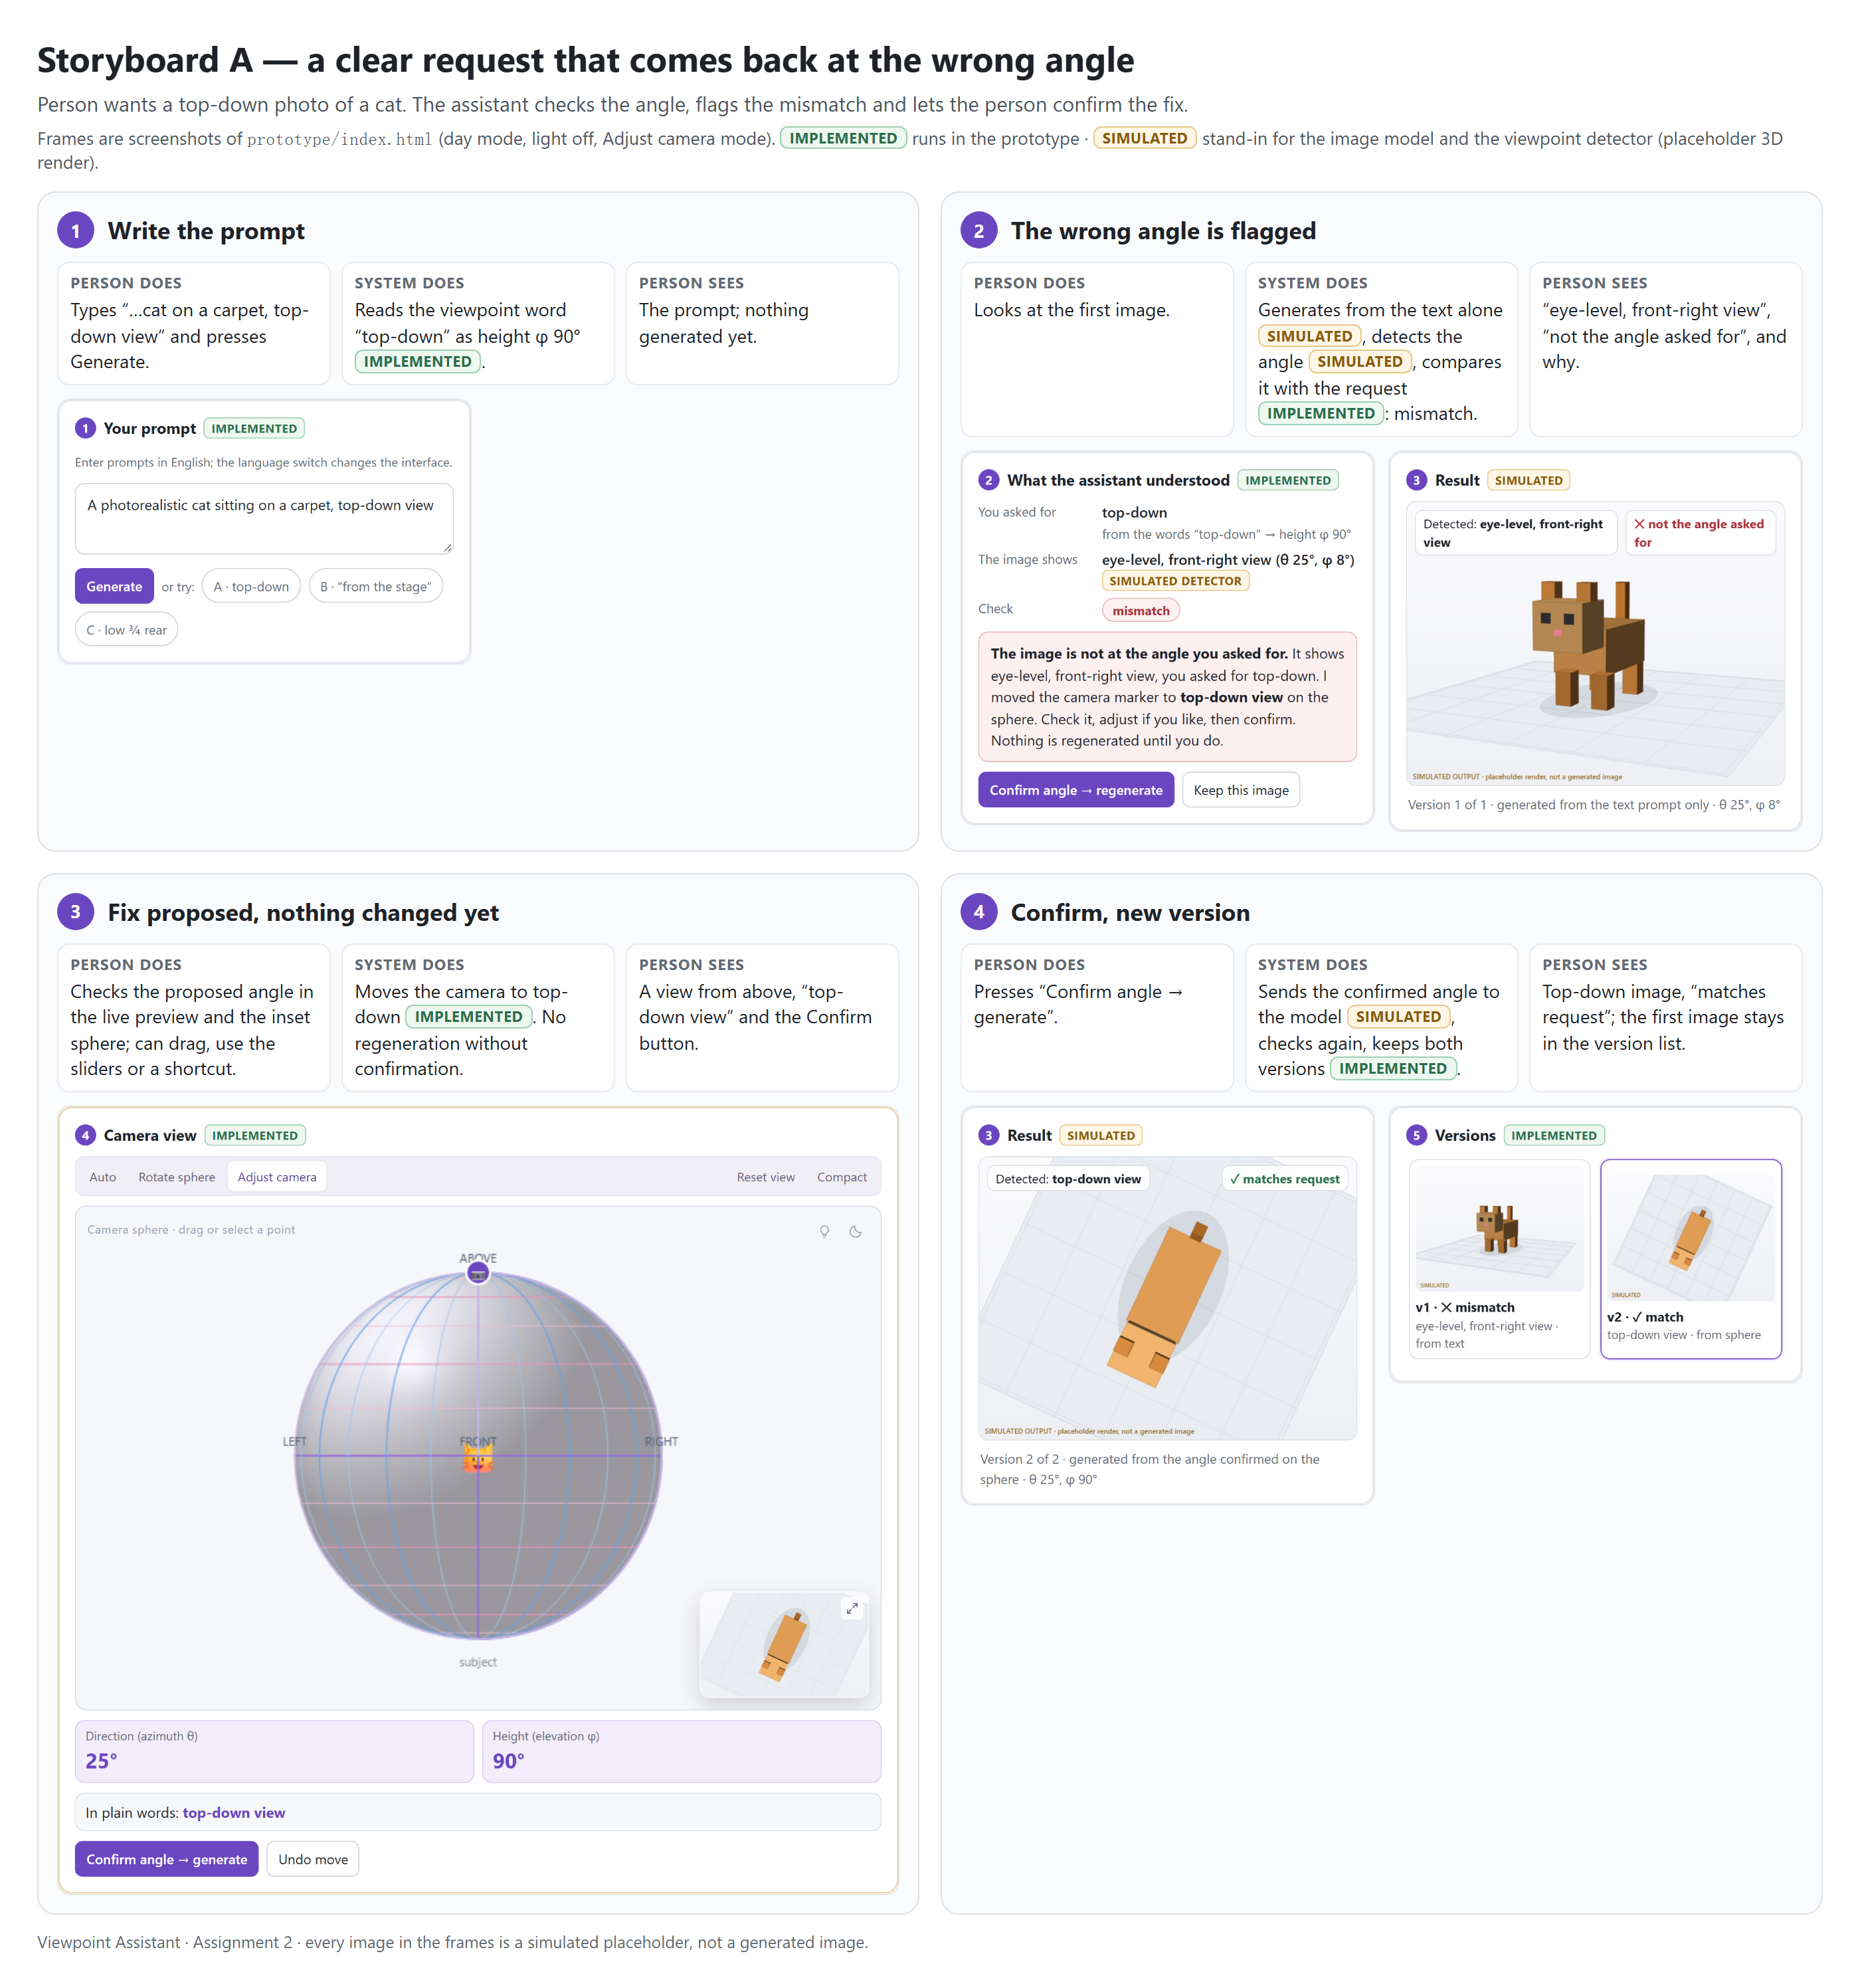 Storyboard A — a clear request that comes back at the wrong angle
Person wants a top-down photo of a cat. The assistant checks the angle, flags the mismatch and lets the person confirm the fix.
Frames are screenshots of prototype/index.html (day mode, light off, Adjust camera mode). IMPLEMENTED runs in the prototype · SIMULATED stand-in for the image model and the viewpoint detector (placeholder 3D
render).
1 Write the prompt
PERSON DOES
Types “...cat on a carpet, top-
down view” and presses
Generate.
SYSTEM DOES
Reads the viewpoint word
“top-down” as height φ 90°
IMPLEMENTED.
PERSON SEES
The prompt; nothing
generated yet.
1 Your prompt IMPLEMENTED
Enter prompts in English; the language switch changes the interface.
A photorealistic cat sitting on a carpet, top-down view
Generate or try: A · top-down B · “from the stage”
C · low ¾ rear
2 The wrong angle is flagged
PERSON DOES
Looks at the first image.
SYSTEM DOES
Generates from the text alone
SIMULATED, detects the
angle SIMULATED, compares
it with the request
IMPLEMENTED: mismatch.
PERSON SEES
“eye-level, front-right view”,
“not the angle asked for”, and
why.
2 What the assistant understood IMPLEMENTED
You asked for top-down
from the words “top-down” → height φ 90°
The image shows eye-level, front-right view (θ 25°, φ 8°)
SIMULATED DETECTOR
Check mismatch
The image is not at the angle you asked for. It shows
eye-level, front-right view, you asked for top-down. I
moved the camera marker to top-down view on the
sphere. Check it, adjust if you like, then confirm.
Nothing is regenerated until you do.
Confirm angle → regenerate Keep this image
3 Result SIMULATED
Detected: eye-level, front-right
view
✕ not the angle asked
for
SIMULATED OUTPUT · placeholder render, not a generated image
Version 1 of 1 · generated from the text prompt only · θ 25°, φ 8°
3 Fix proposed, nothing changed yet
PERSON DOES
Checks the proposed angle in
the live preview and the inset
sphere; can drag, use the
sliders or a shortcut.
SYSTEM DOES
Moves the camera to top-
down IMPLEMENTED. No
regeneration without
confirmation.
PERSON SEES
A view from above, “top-
down view” and the Confirm
button.
4 Camera view IMPLEMENTED
Auto Rotate sphere Adjust camera Reset view Compact
Camera sphere · drag or select a point
ABOVE
LEFT FRONT RIGHT
subject
Direction (azimuth θ)
25°
Height (elevation φ)
90°
In plain words: top-down view
Confirm angle → generate Undo move
4 Confirm, new version
PERSON DOES
Presses “Confirm angle →
generate”.
SYSTEM DOES
Sends the confirmed angle to
the model SIMULATED,
checks again, keeps both
versions IMPLEMENTED.
PERSON SEES
Top-down image, “matches
request”; the first image stays
in the version list.
3 Result SIMULATED
Detected: top-down view ✓ matches request
SIMULATED OUTPUT · placeholder render, not a generated image
Version 2 of 2 · generated from the angle confirmed on the
sphere · θ 25°, φ 90°
5 Versions IMPLEMENTED
SIMULATED
v1 · ✕ mismatch
eye-level, front-right view ·
from text
SIMULATED
v2 · ✓ match
top-down view · from sphere
Viewpoint Assistant · Assignment 2 · every image in the frames is a simulated placeholder, not a generated image.